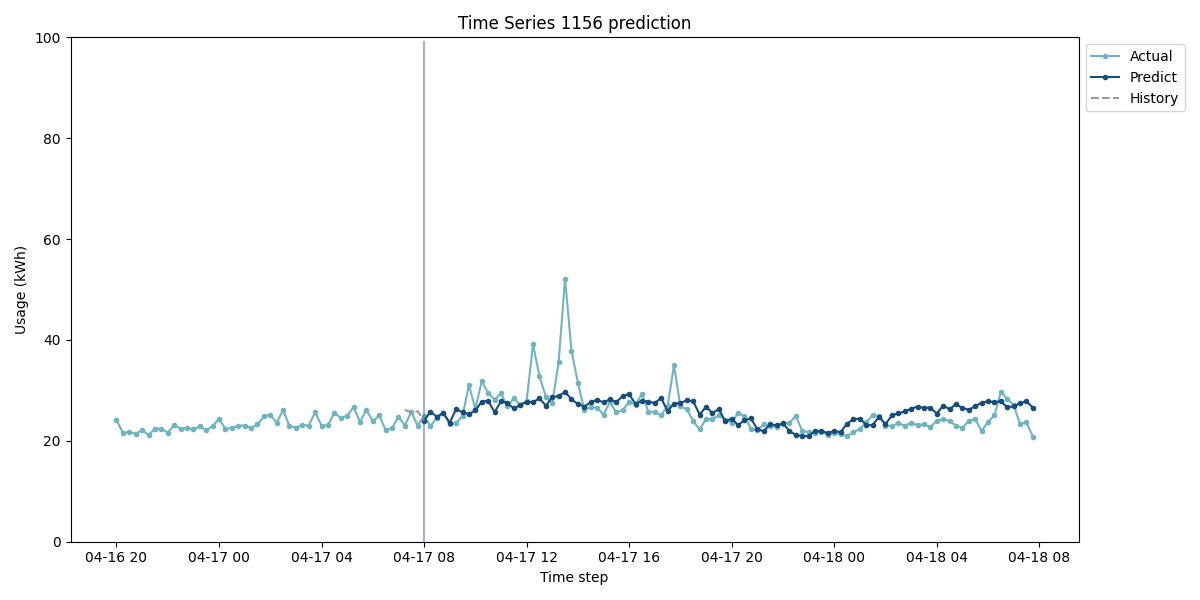 Time Series 1156 prediction
100
80
60
40
20
0
Usage (kWh)
04-16 20
04-17 00
04-17 04
04-17 08
04-17 12
04-17 16
04-17 20
04-18 00
04-18 04
04-18 08
Time step
Actual
Predict
History